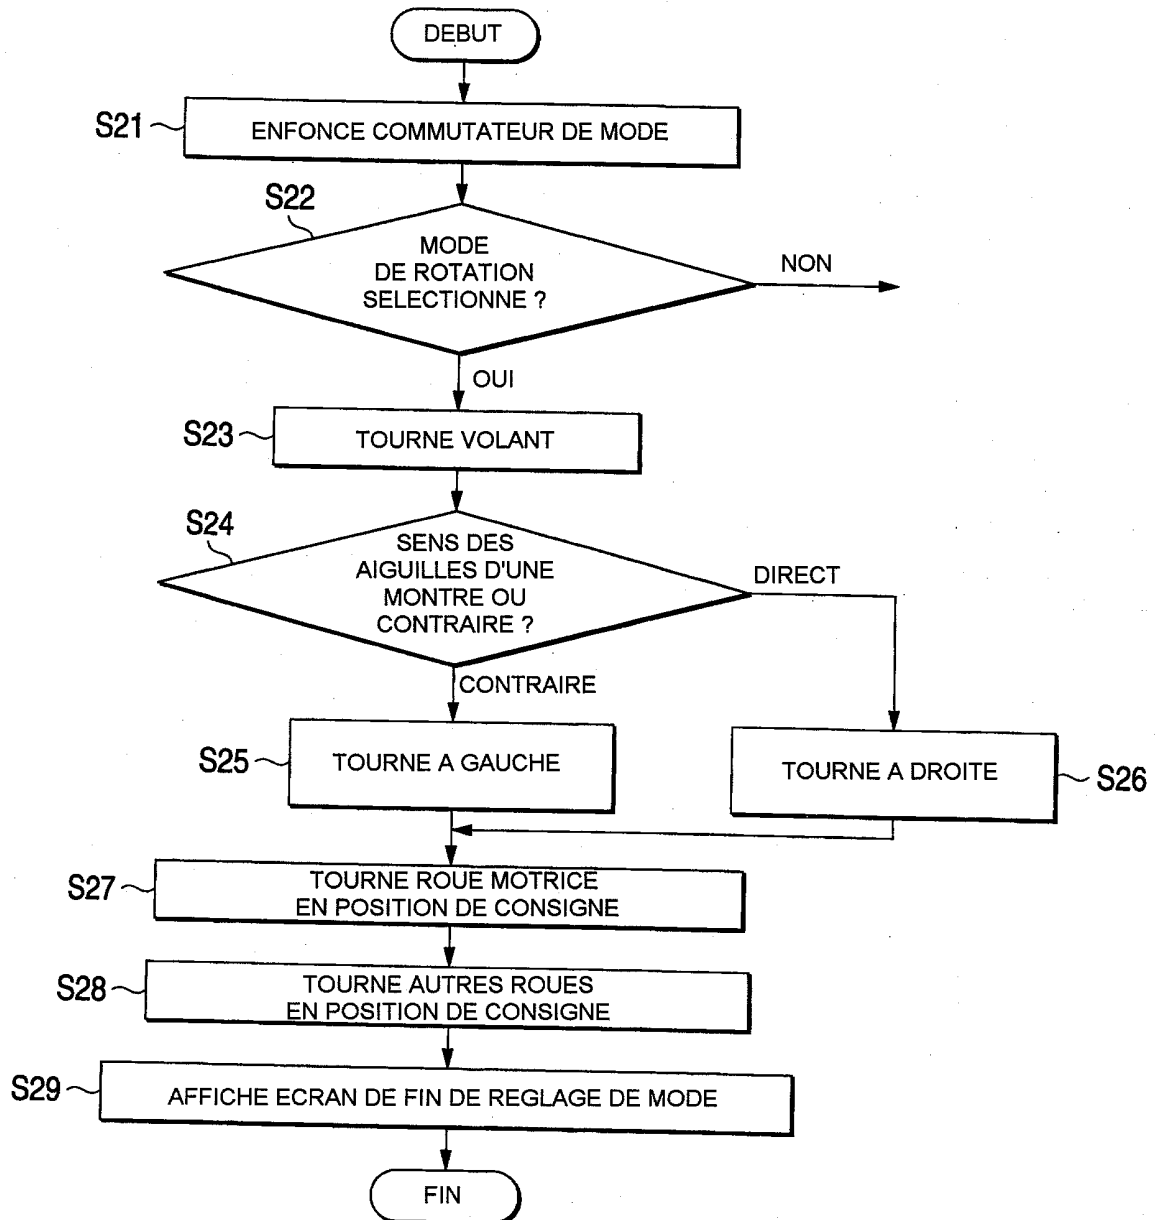 DEBUT
S21
ENFONCE COMMUTATEUR DE MODE
S22
MODE
DE ROTATION
SELECTIONNE ?
NON
OUI
S23
TOURNE VOLANT
S24
SENS DES
AIGUILLES D'UNE
MONTRE OU
CONTRAIRE ?
DIRECT
CONTRAIRE
S25
TOURNE A GAUCHE
TOURNE A DROITE
S26
S27
TOURNE ROUE MOTRICE
EN POSITION DE CONSIGNE
S28
TOURNE AUTRES ROUES
EN POSITION DE CONSIGNE
S29
AFFICHE ECRAN DE FIN DE REGLAGE DE MODE
FIN